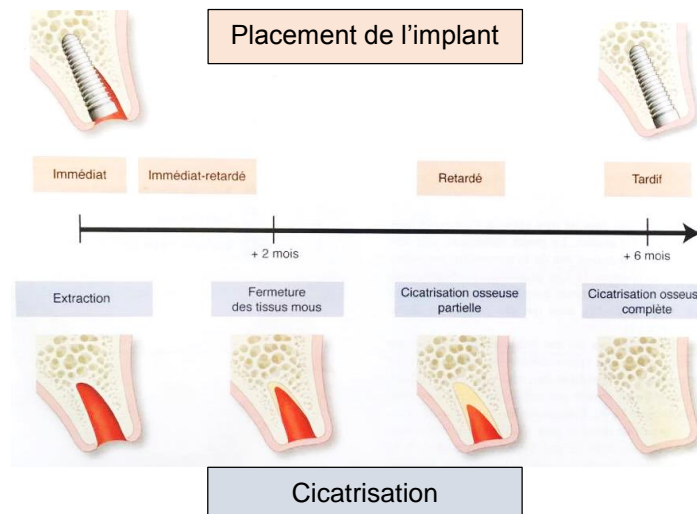 Placement de l’implant
Immédiat
Immédiat-retardé
Retardé
Tardif
+ 2 mois
+ 6 mois
Extraction
Fermeture
des tissus mous
Cicatrisation osseuse
partielle
Cicatrisation osseuse
complète
Cicatrisation